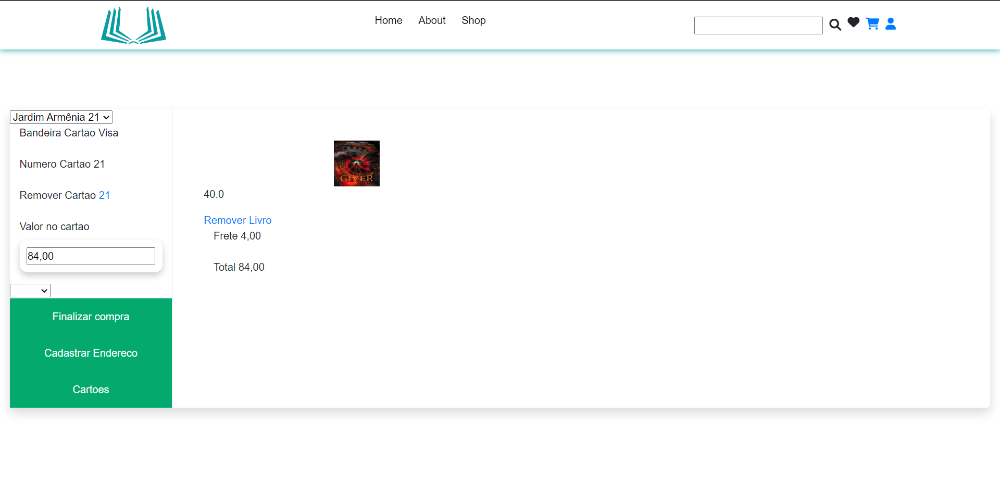 Home About Shop
Jardim Armênia 21
Bandeira Cartao Visa
Numero Cartao 21
Remover Cartao 21
Valor no cartao
84,00
Finalizar compra
Cadastrar Endereco
Cartoes
THE
GIVER
40.0
Remover Livro
Frete 4,00
Total 84,00